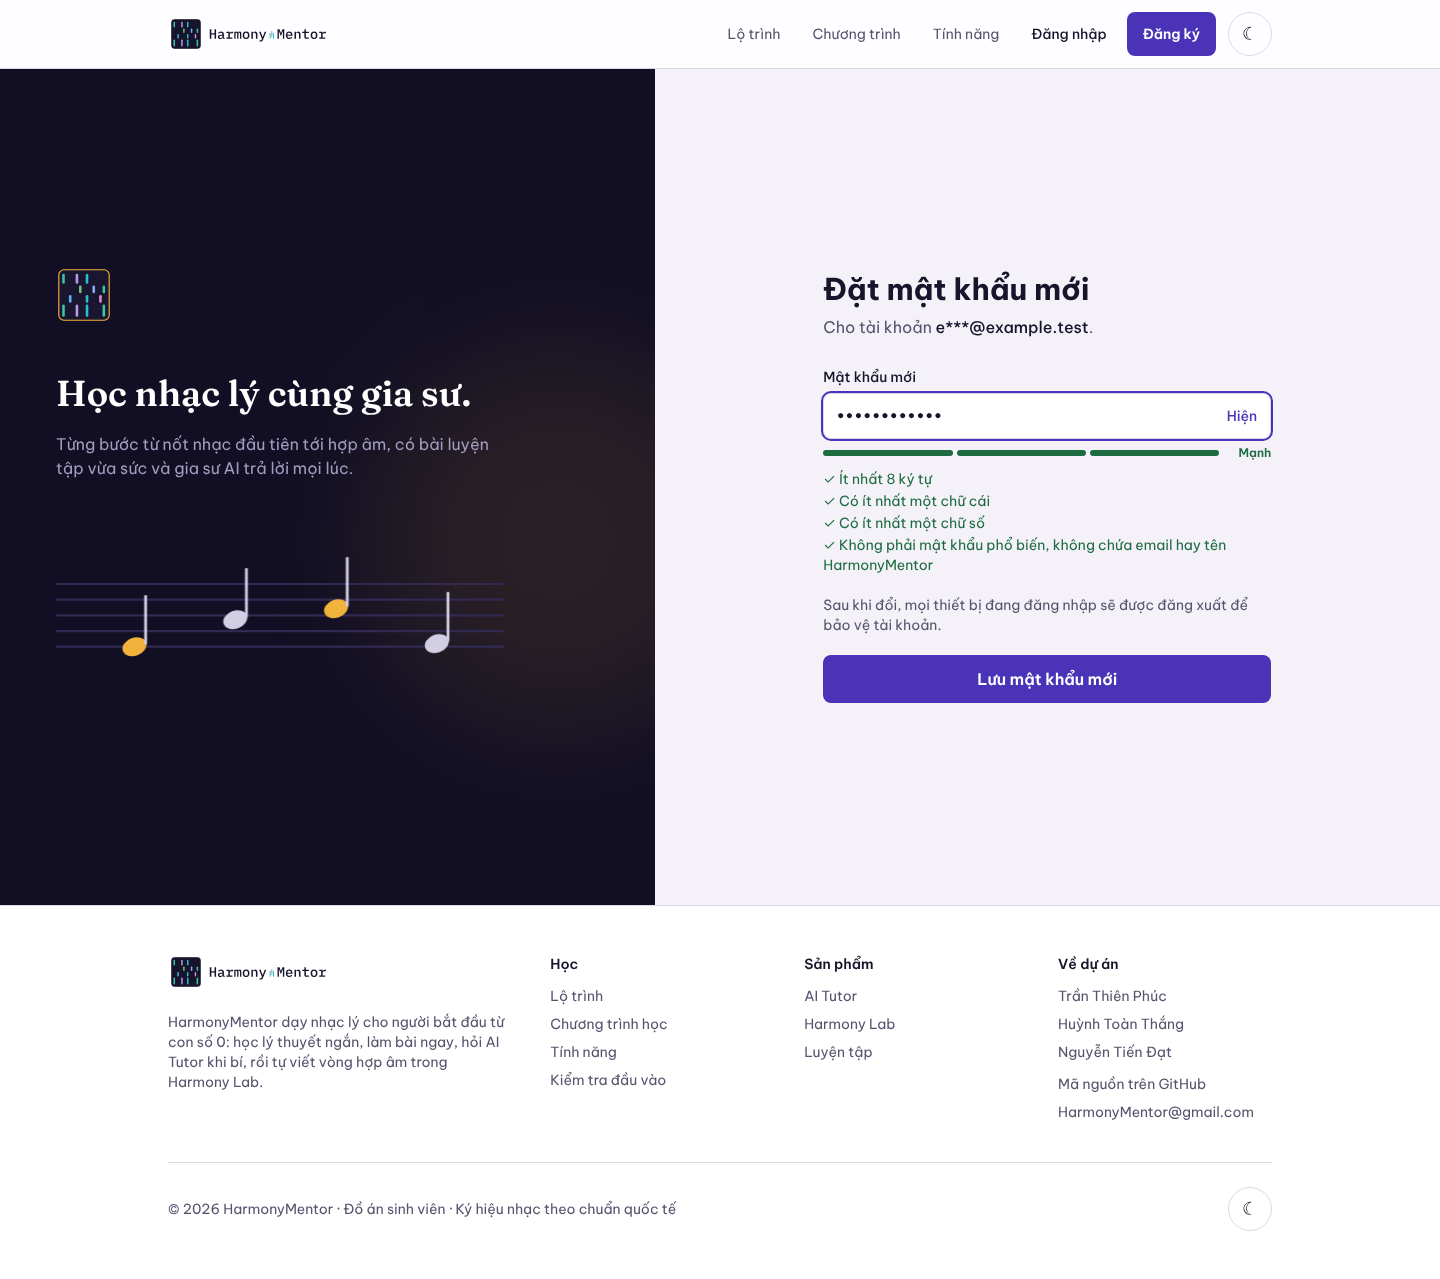 Harmony Mentor
Lộ trình
Chương trình
Tính năng
Đăng nhập
Đăng ký
Học nhạc lý cùng gia sư.
Từng bước từ nốt nhạc đầu tiên tới hợp âm, có bài luyện
tập vừa sức và gia sư AI trả lời mọi lúc.
Đặt mật khẩu mới
Cho tài khoản e***@example.test.
Mật khẩu mới
••••••••••••
Hiện
Mạnh
✓ Ít nhất 8 ký tự
✓ Có ít nhất một chữ cái
✓ Có ít nhất một chữ số
✓ Không phải mật khẩu phổ biến, không chứa email hay tên
HarmonyMentor
Sau khi đổi, mọi thiết bị đang đăng nhập sẽ được đăng xuất để
bảo vệ tài khoản.
Lưu mật khẩu mới
Harmony Mentor
HarmonyMentor dạy nhạc lý cho người bắt đầu từ
con số 0: học lý thuyết ngắn, làm bài ngay, hỏi AI
Tutor khi bí, rồi tự viết vòng hợp âm trong
Harmony Lab.
Học
Lộ trình
Chương trình học
Tính năng
Kiểm tra đầu vào
Sản phẩm
AI Tutor
Harmony Lab
Luyện tập
Về dự án
Trần Thiên Phúc
Huỳnh Toàn Thắng
Nguyễn Tiến Đạt
Mã nguồn trên GitHub
HarmonyMentor@gmail.com
© 2026 HarmonyMentor · Đồ án sinh viên · Ký hiệu nhạc theo chuẩn quốc tế